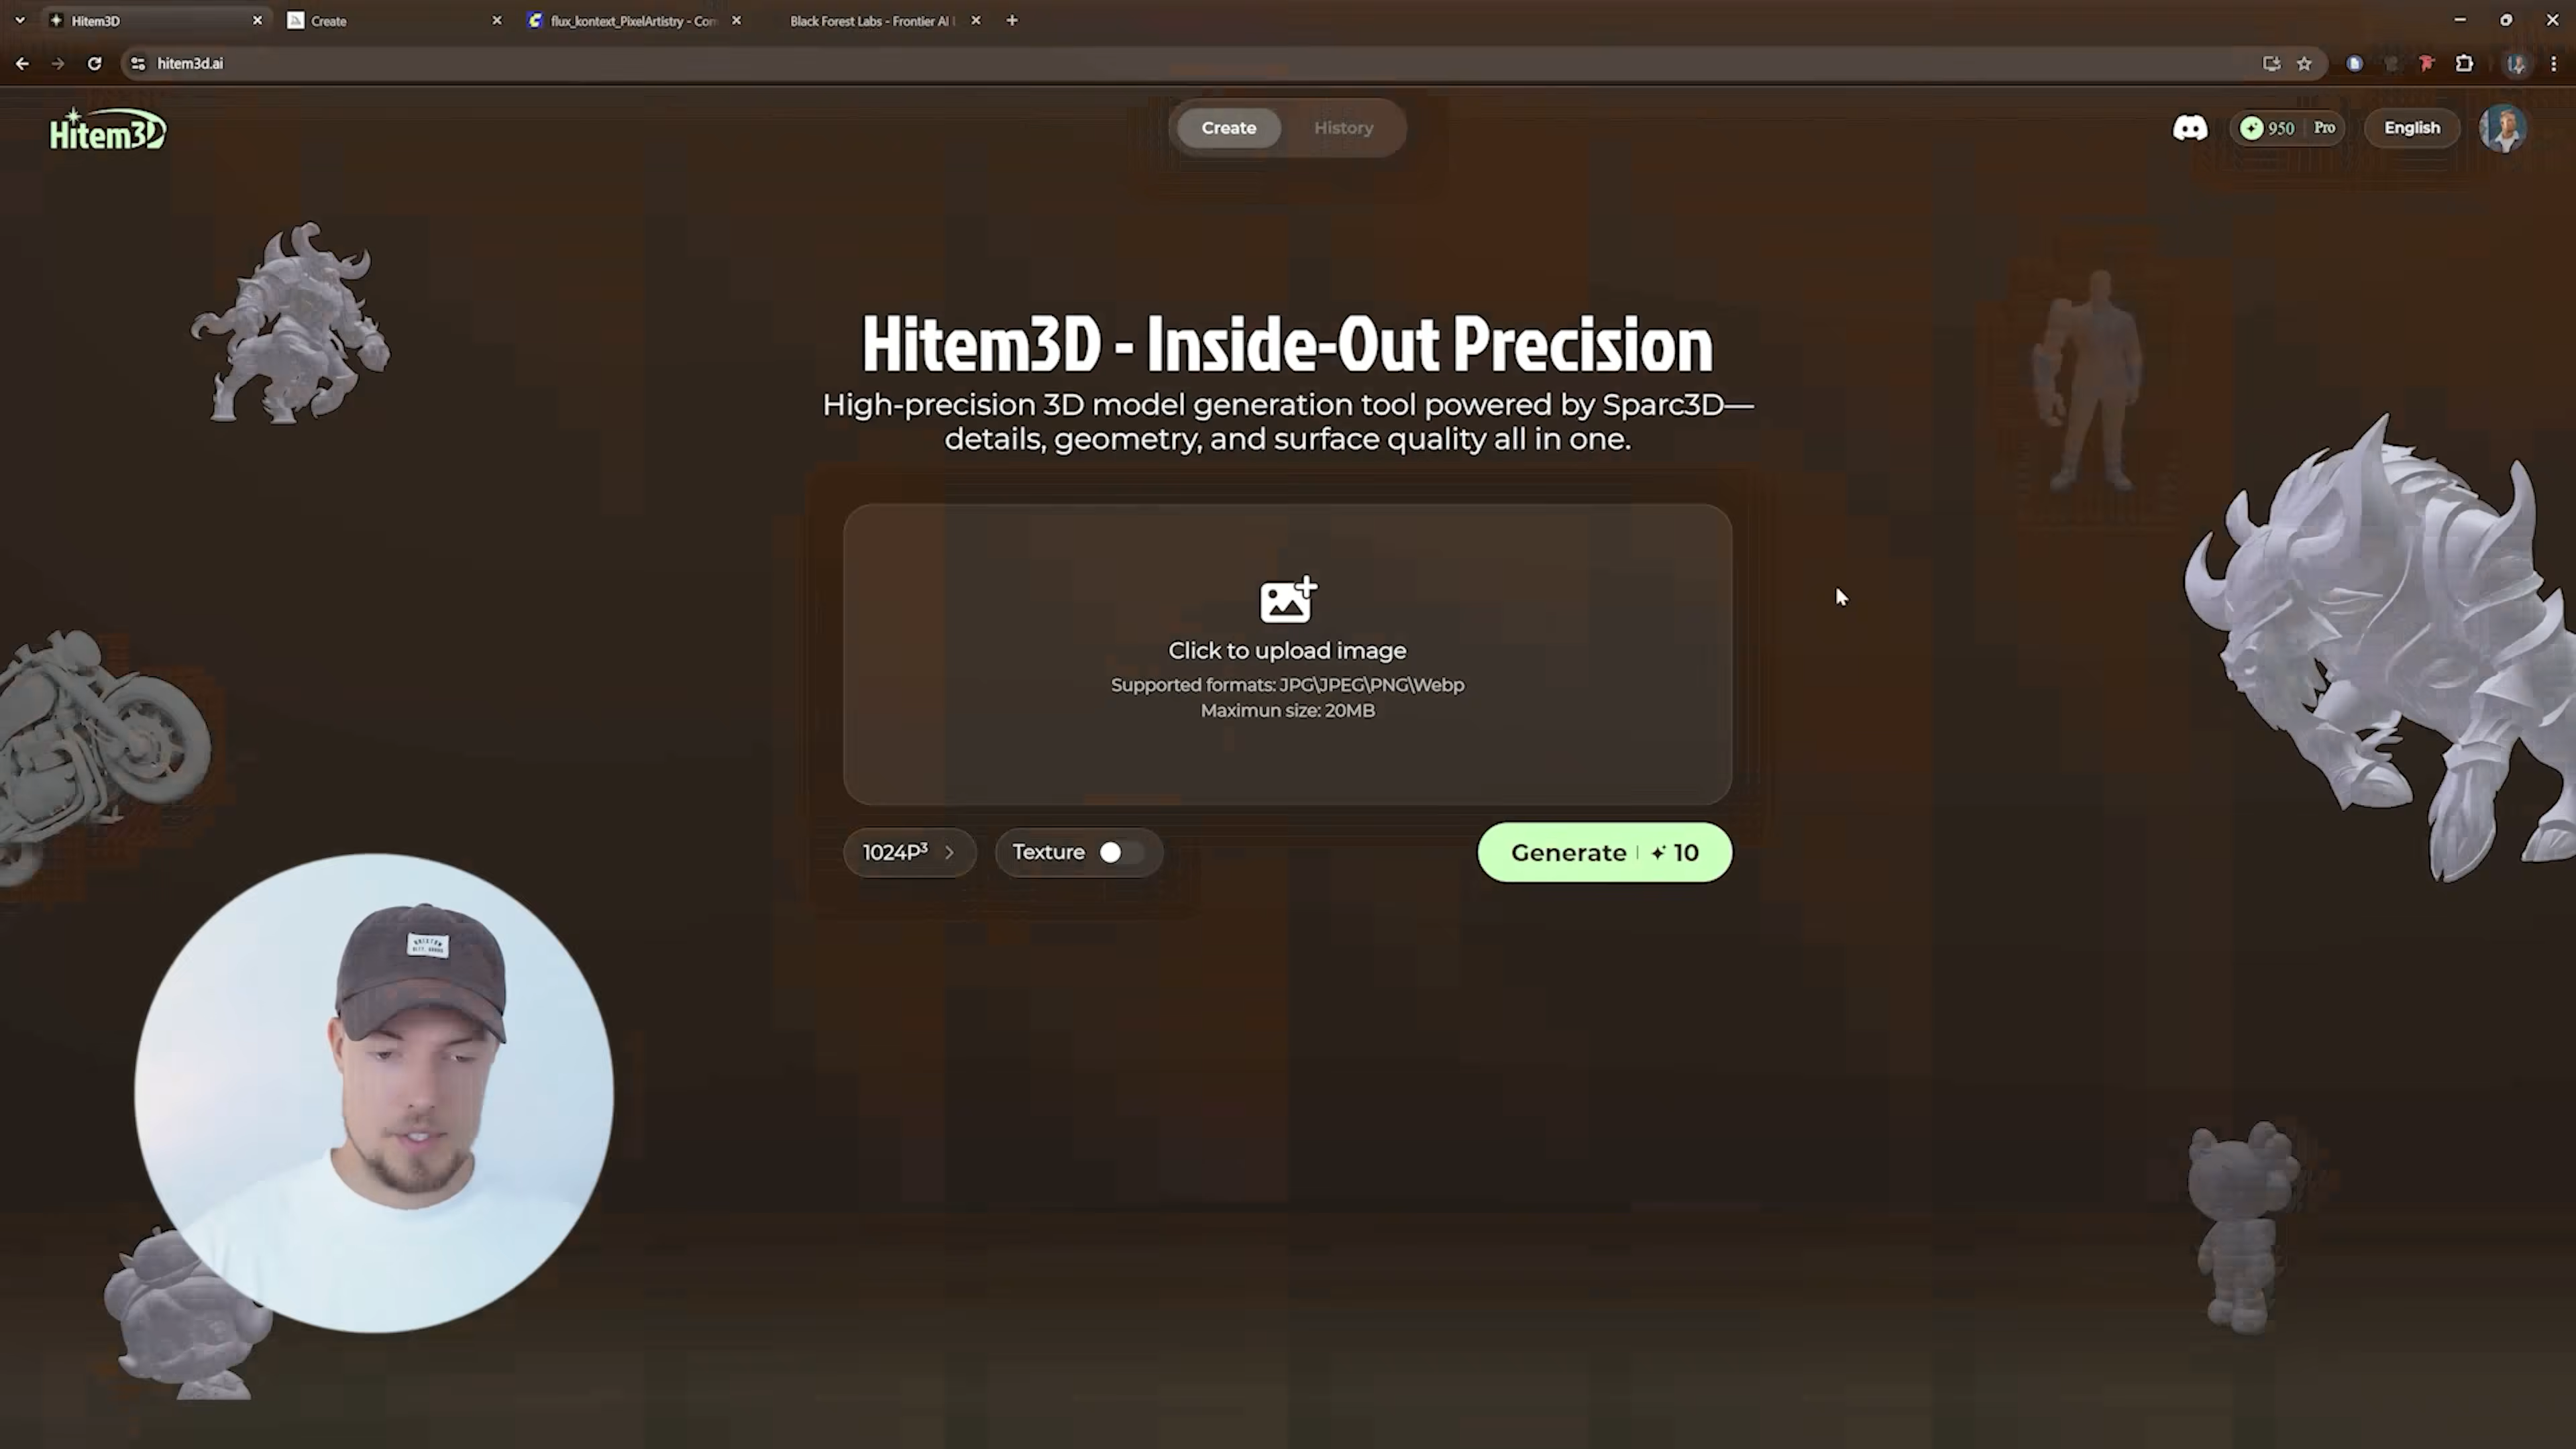 Hitem3D
Create
flux_kontext_PixelArtistry - Con
Black Forest Labs - Frontier AI
hitem3d.ai
Hitem3D
Create
History
950
Pro
English
Hitem3D - Inside-Out Precision
High-precision 3D model generation tool powered by Sparc3D—
details, geometry, and surface quality all in one.
Click to upload image
Supported formats: JPG\JPEG\PNG\Webp
Maximun size: 20MB
1024P³
Texture
Generate
10